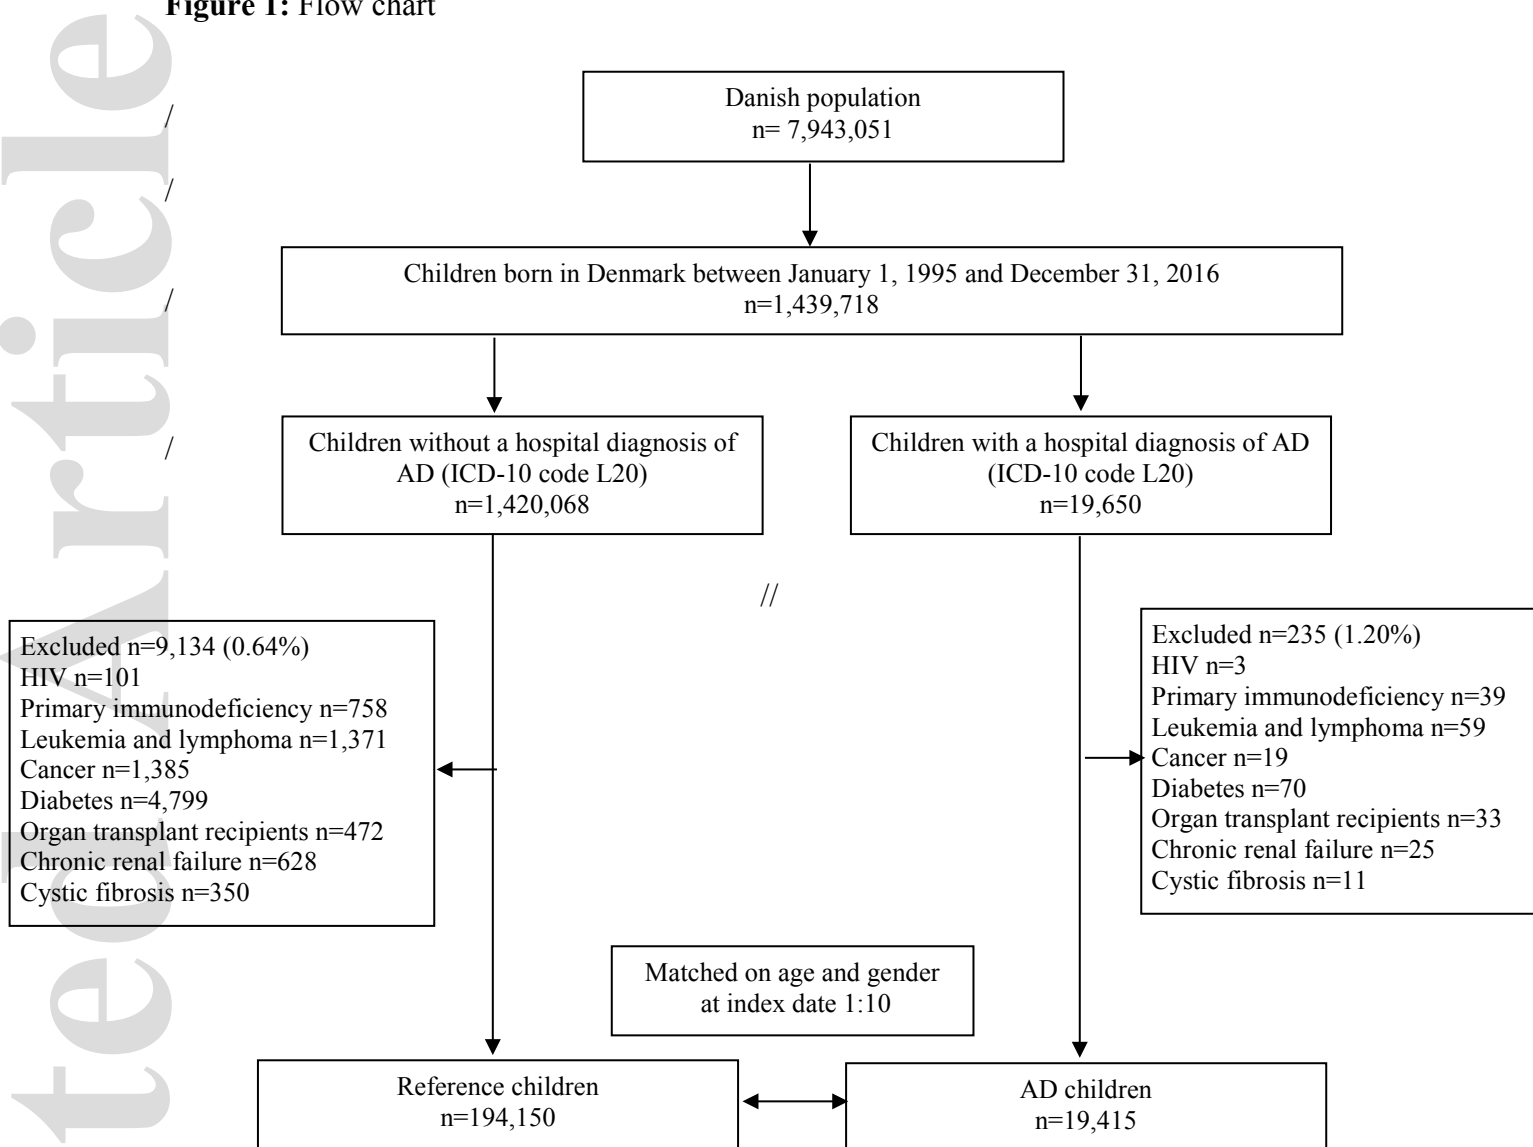 Figure 1: Flow chart
Danish population
n= 7,943,051
Children born in Denmark between January 1, 1995 and December 31, 2016
n=1,439,718
Children without a hospital diagnosis of
AD (ICD-10 code L20)
n=1,420,068
Children with a hospital diagnosis of AD
(ICD-10 code L20)
n=19,650
//
Excluded n=9,134 (0.64%)
HIV n=101
Primary immunodeficiency n=758
Leukemia and lymphoma n=1,371
Cancer n=1,385
Diabetes n=4,799
Organ transplant recipients n=472
Chronic renal failure n=628
Cystic fibrosis n=350
Excluded n=235 (1.20%)
HIV n=3
Primary immunodeficiency n=39
Leukemia and lymphoma n=59
Cancer n=19
Diabetes n=70
Organ transplant recipients n=33
Chronic renal failure n=25
Cystic fibrosis n=11
Matched on age and gender
at index date 1:10
Reference children
n=194,150
AD children
n=19,415
/
/
/
/
ted Article